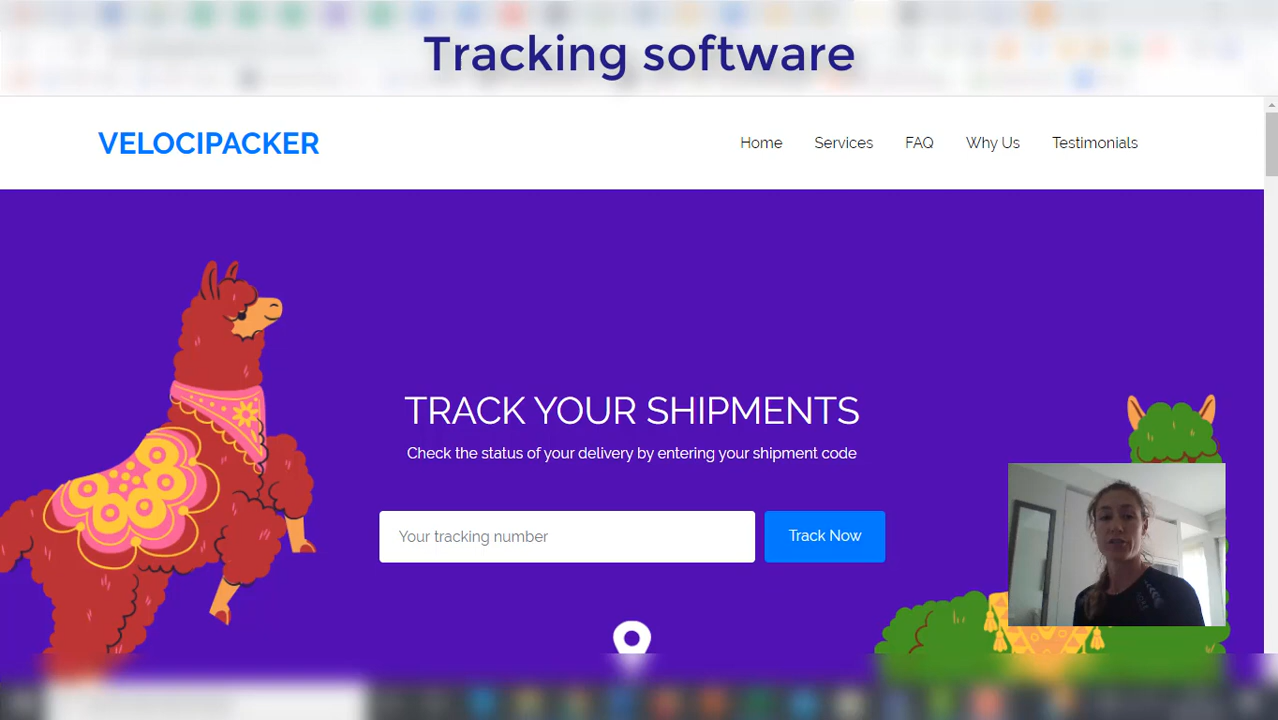 Tracking software
VELOCIPACKER
Home Services FAQ Why Us Testimonials
TRACK YOUR SHIPMENTS
Check the status of your delivery by entering your shipment code
Your tracking number
Track Now